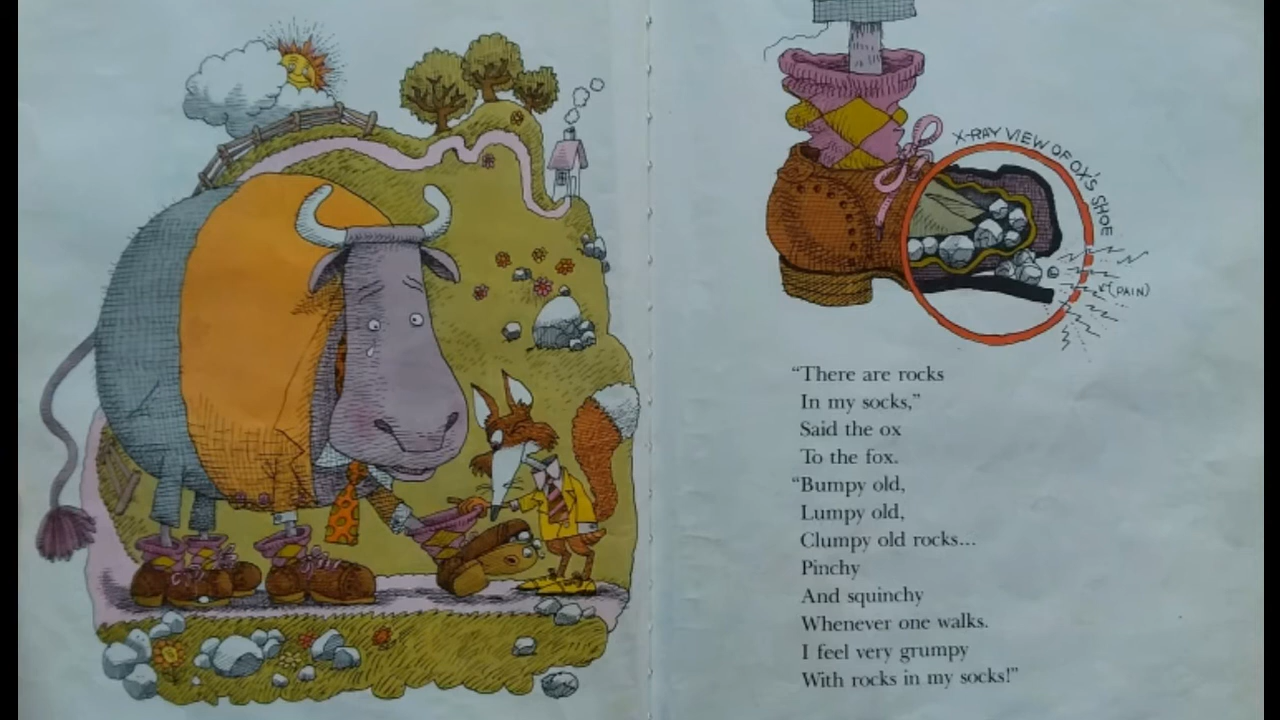 X-RAY VIEW OF OX'S SHOE
(PAIN)
“There are rocks
In my socks,”
Said the ox
To the fox.
“Bumpy old,
Lumpy old,
Clumpy old rocks...
Pinchy
And squinchy
Whenever one walks.
I feel very grumpy
With rocks in my socks!”